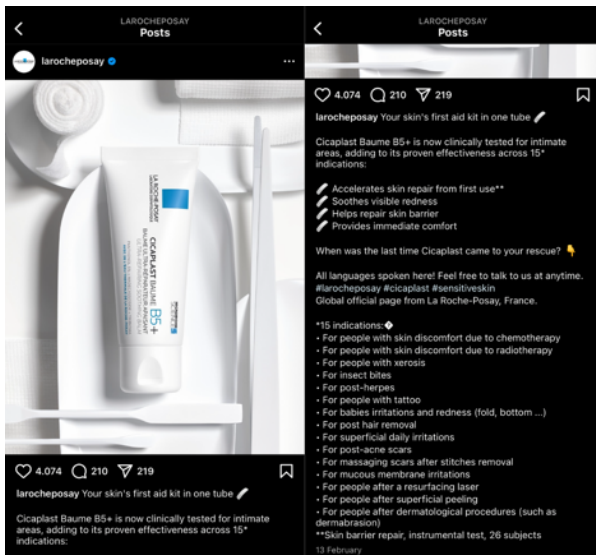 LAROCHEPOSAY
Posts
larocheposay
LA ROCHE-POSAY
LABORATOIRE DERMATOLOGIQUE
CICAPLAST BAUME B5+
BAUME ULTRA-RÉPARATEUR APAISANT
ULTRA-REPAIRING SOOTHING BALM
4.074 210 219
larocheposay Your skin's first aid kit in one tube
Cicaplast Baume B5+ is now clinically tested for intimate
areas, adding to its proven effectiveness across 15*
indications:
LAROCHEPOSAY
Posts
4.074 210 219
larocheposay Your skin's first aid kit in one tube
Cicaplast Baume B5+ is now clinically tested for intimate
areas, adding to its proven effectiveness across 15*
indications:
Accelerates skin repair from first use**
Soothes visible redness
Helps repair skin barrier
Provides immediate comfort
When was the last time Cicaplast came to your rescue? 👇
All languages spoken here! Feel free to talk to us at anytime.
#larocheposay #cicaplast #sensitiveskin
Global official page from La Roche-Posay, France.
*15 indications:�
• For people with skin discomfort due to chemotherapy
• For people with skin discomfort due to radiotherapy
• For people with xerosis
• For insect bites
• For post-herpes
• For people with tattoo
• For babies irritations and redness (fold, bottom ...)
• For post hair removal
• For superficial daily irritations
• For post-acne scars
• For massaging scars after stitches removal
• For mucous membrane irritations
• For people after a resurfacing laser
• For people after superficial peeling
• For people after dermatological procedures (such as
dermabrasion)
**Skin barrier repair, instrumental test, 26 subjects
13 February